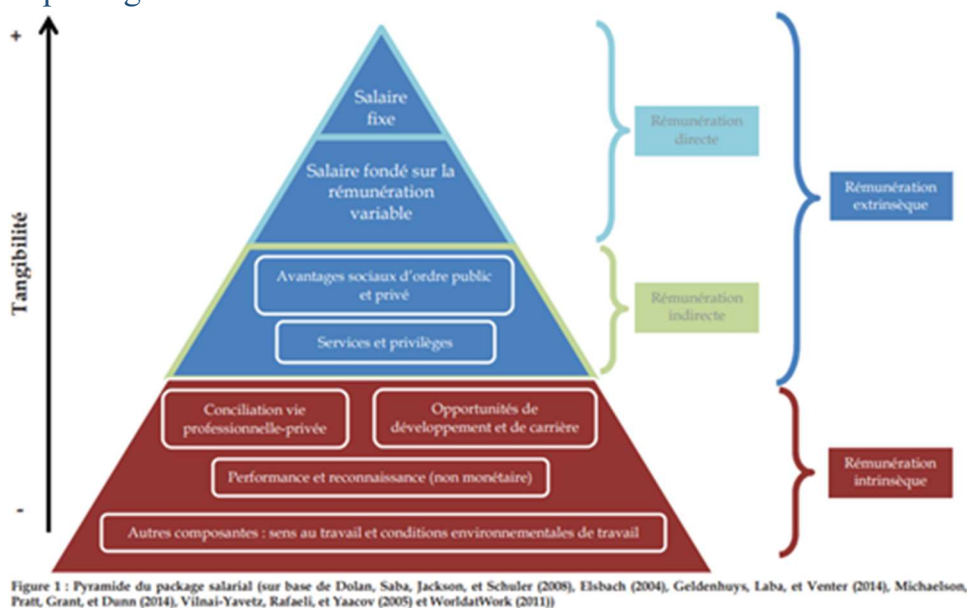 +
Salaire
fixe
Rémunération
directe
Salaire fondé sur la
rémunération
variable
Rémunération
extrinsèque
Tangibilité
Avantages sociaux d'ordre public
et privé
Rémunération
indirecte
Services et privilèges
Conciliation vie
professionnelle-privée
Opportunités de
développement et de carrière
Performance et reconnaissance (non monétaire)
Rémunération
intrinsèque
-
Autres composantes : sens au travail et conditions environnementales de travail
Figure 1 : Pyramide du package salarial (sur base de Dolan, Saba, Jackson, et Schuler (2008), Elsbach (2004), Geldenhuys, Laba, et Venter (2014), Michaelson,
Pratt, Grant, et Dunn (2014), Vilnai-Yavetz, Rafaeli, et Yaacov (2005) et WorldatWork (2011))